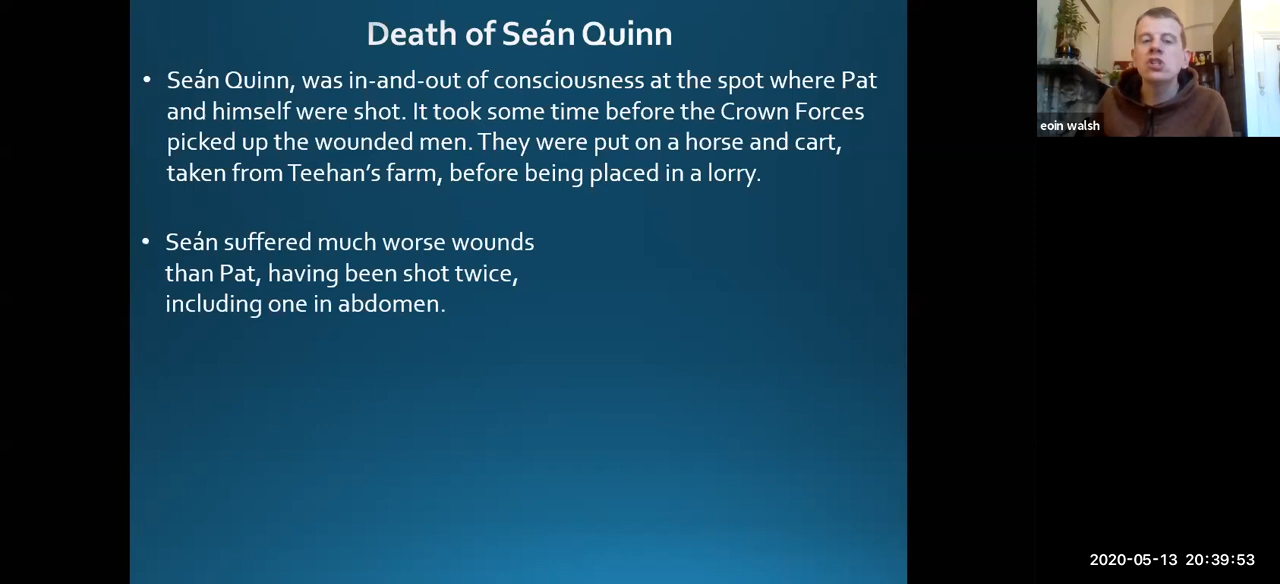 Death of Seán Quinn
• Seán Quinn, was in-and-out of consciousness at the spot where Pat
and himself were shot. It took some time before the Crown Forces
picked up the wounded men. They were put on a horse and cart,
taken from Teehan’s farm, before being placed in a lorry.
• Seán suffered much worse wounds
than Pat, having been shot twice,
including one in abdomen.
eoin walsh
2020-05-13 20:39:53